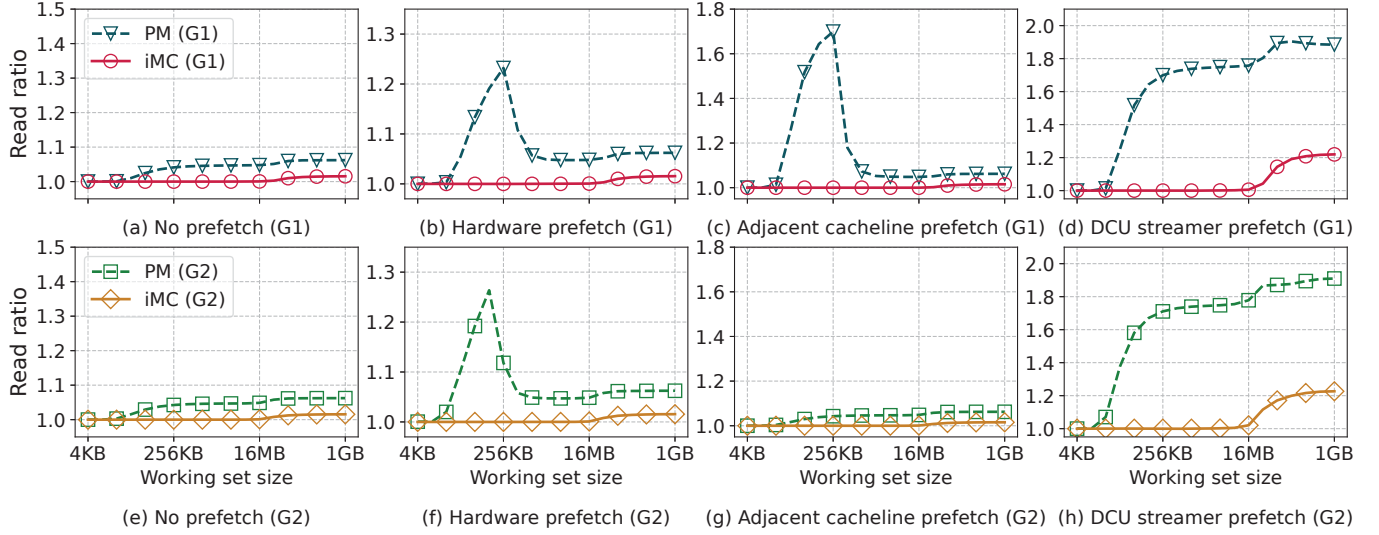 Read ratio
1.5
1.4
1.3
1.2
1.1
1.0
PM (G1)
iMC (G1)
(a) No prefetch (G1)
1.3
1.2
1.1
1.0
(b) Hardware prefetch (G1)
1.8
1.6
1.4
1.2
1.0
(c) Adjacent cacheline prefetch (G1)
2.0
1.8
1.6
1.4
1.2
1.0
(d) DCU streamer prefetch (G1)
Read ratio
1.5
1.4
1.3
1.2
1.1
1.0
PM (G2)
iMC (G2)
4KB 256KB 16MB 1GB
Working set size
(e) No prefetch (G2)
1.3
1.2
1.1
1.0
4KB 256KB 16MB 1GB
Working set size
(f) Hardware prefetch (G2)
1.8
1.6
1.4
1.2
1.0
4KB 256KB 16MB 1GB
Working set size
(g) Adjacent cacheline prefetch (G2)
2.0
1.8
1.6
1.4
1.2
1.0
4KB 256KB 16MB 1GB
Working set size
(h) DCU streamer prefetch (G2)